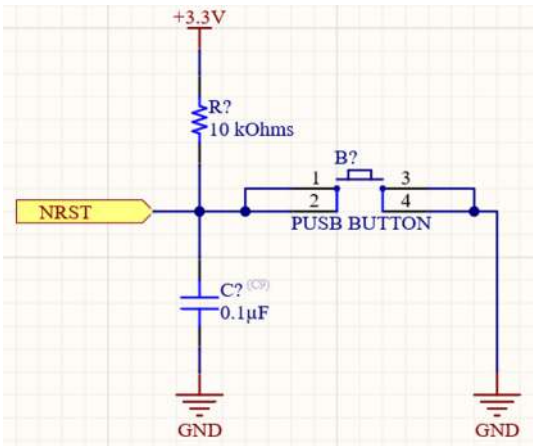 +3.3V
R?
10 kOhms
B?
1
3
NRST
2
4
PUSB BUTTON
C? (C9)
0.1µF
GND
GND